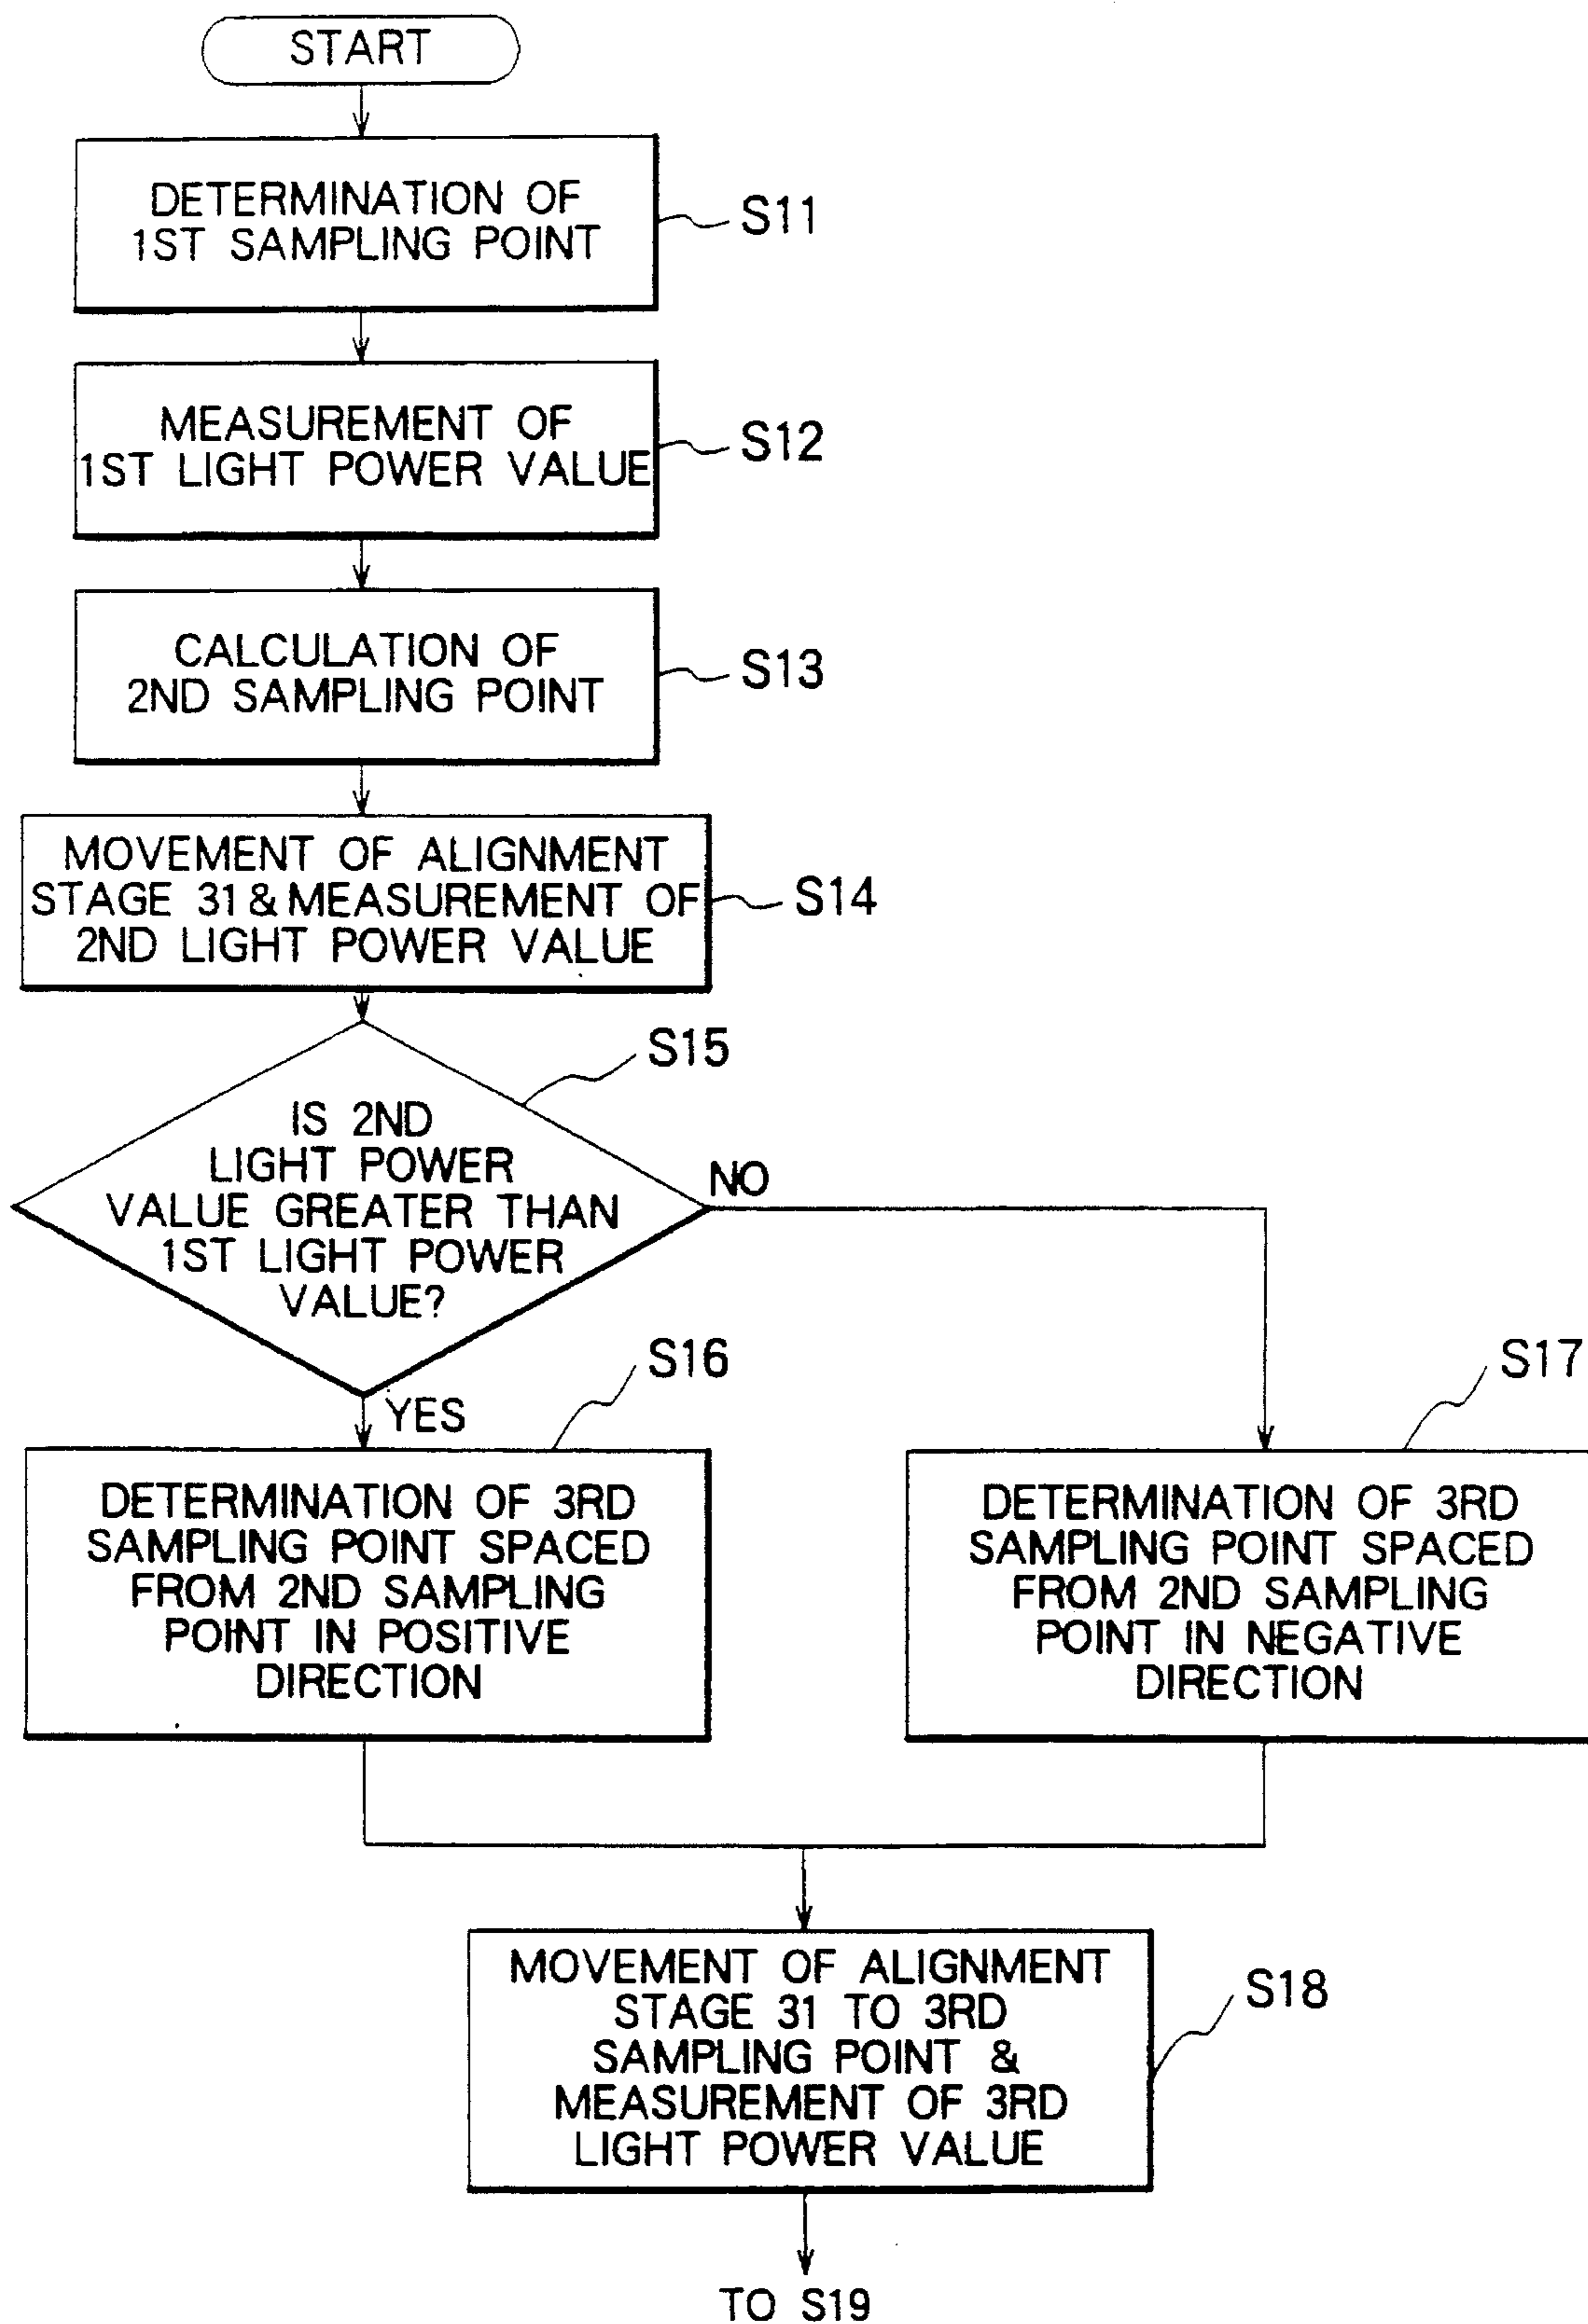 START
DETERMINATION OF
1ST SAMPLING POINT
S11
MEASUREMENT OF
1ST LIGHT POWER VALUE
S12
CALCULATION OF
2ND SAMPLING POINT
S13
MOVEMENT OF ALIGNMENT
STAGE 31 & MEASUREMENT OF
2ND LIGHT POWER VALUE
S14
S15
IS 2ND
LIGHT POWER
VALUE GREATER THAN
1ST LIGHT POWER
VALUE?
NO
YES
S16
DETERMINATION OF 3RD
SAMPLING POINT SPACED
FROM 2ND SAMPLING
POINT IN POSITIVE
DIRECTION
S17
DETERMINATION OF 3RD
SAMPLING POINT SPACED
FROM 2ND SAMPLING
POINT IN NEGATIVE
DIRECTION
MOVEMENT OF ALIGNMENT
STAGE 31 TO 3RD
SAMPLING POINT &
MEASUREMENT OF 3RD
LIGHT POWER VALUE
S18
TO S19